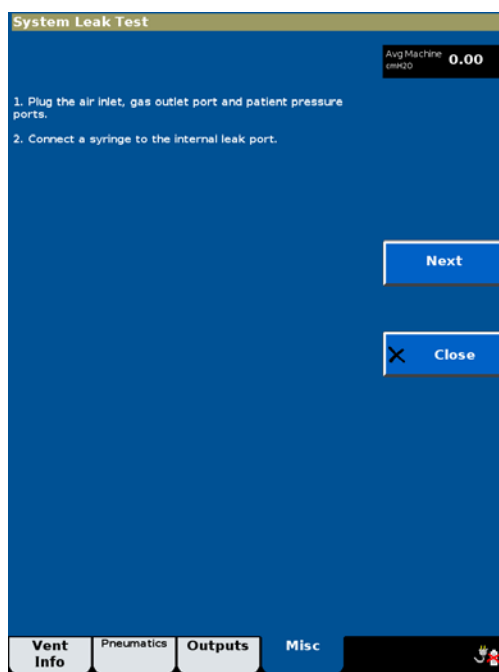 System Leak Test
Avg Machine
cmH2O
0.00
1. Plug the air inlet, gas outlet port and patient pressure
ports.
2. Connect a syringe to the internal leak port.
Next
Close
Vent
Info
Pneumatics
Outputs
Misc